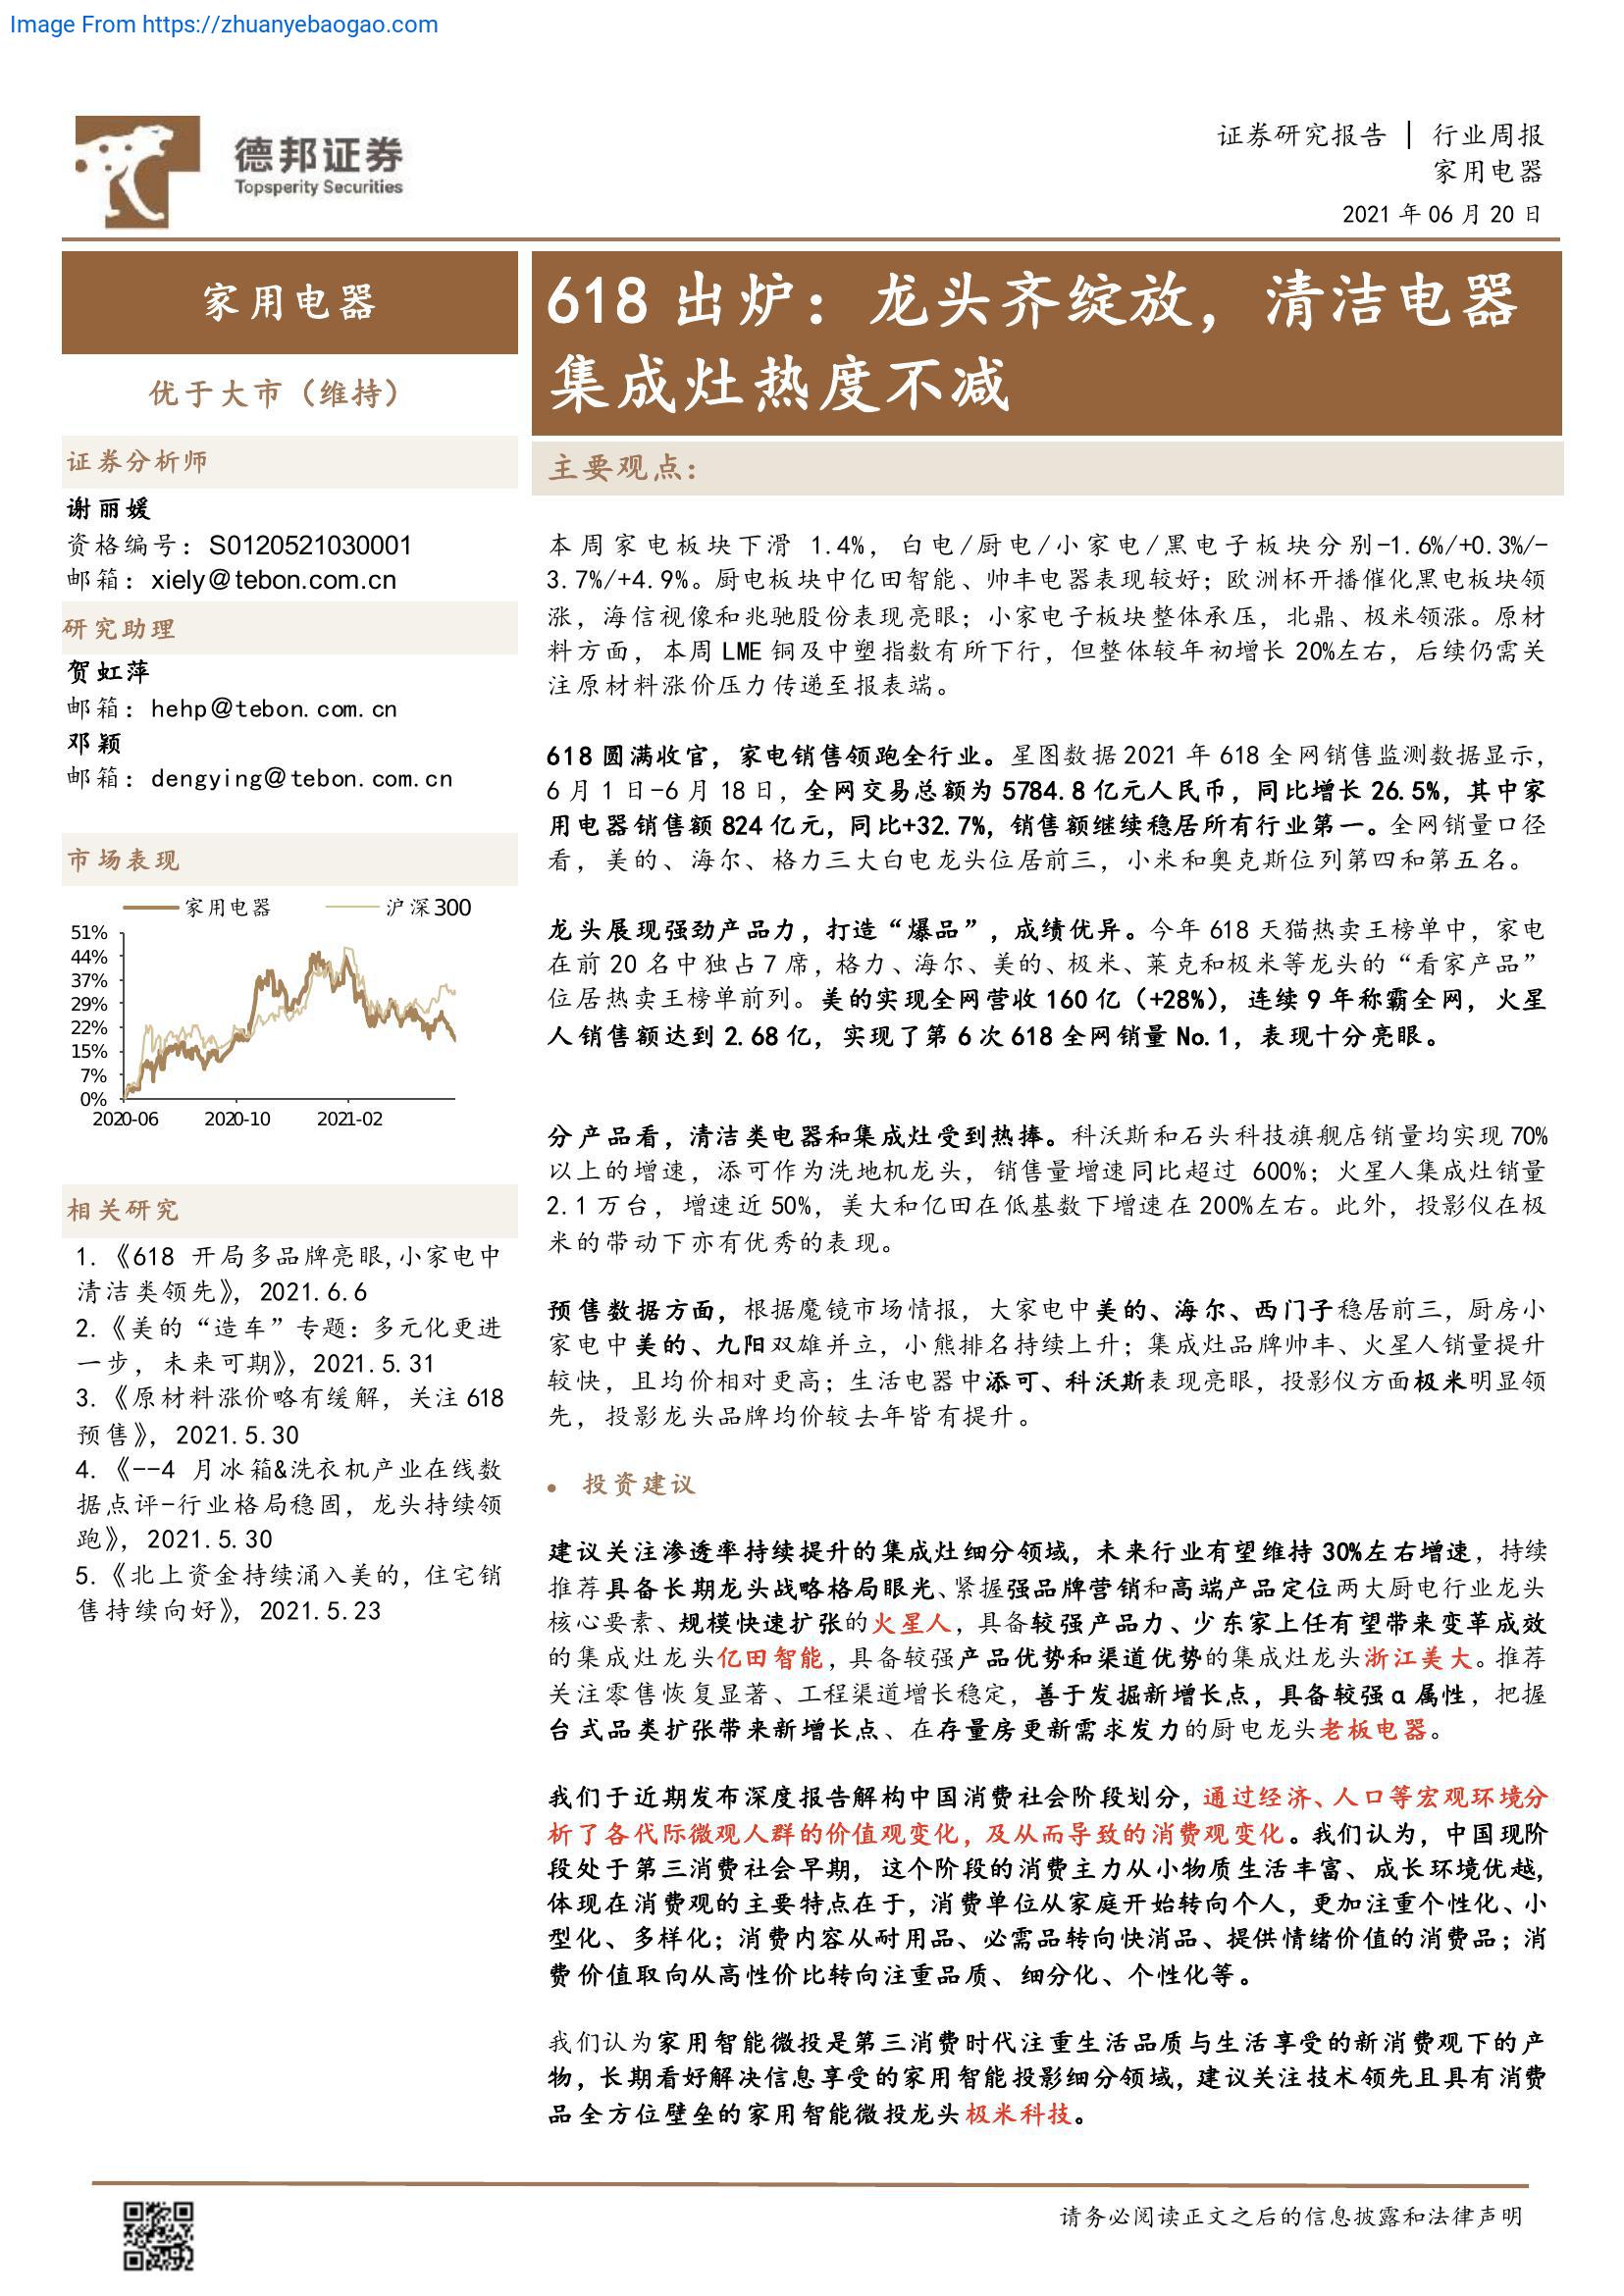 Image From https://zhuanyebaogao.com
德邦证券
Topsperity Securities
证券研究报告 | 行业周报
家用电器
2021 年 06 月 20 日
家用电器
优于大市（维持）
证券分析师
谢丽媛
资格编号：S0120521030001
邮箱：xiely@tebon.com.cn
研究助理
贺虹萍
邮箱：hehp@tebon.com.cn
邓颖
邮箱：dengying@tebon.com.cn
市场表现
家用电器 沪深300
51%
44%
37%
29%
22%
15%
7%
0%
2020-06 2020-10 2021-02
相关研究
1.《618 开局多品牌亮眼,小家电中
清洁类领先》，2021.6.6
2.《美的“造车”专题：多元化更进
一步，未来可期》，2021.5.31
3.《原材料涨价略有缓解，关注 618
预售》，2021.5.30
4.《--4 月冰箱&洗衣机产业在线数
据点评-行业格局稳固，龙头持续领
跑》，2021.5.30
5.《北上资金持续涌入美的，住宅销
售持续向好》，2021.5.23
618 出炉：龙头齐绽放，清洁电器
集成灶热度不减
主要观点：
本周家电板块下滑 1.4%，白电/厨电/小家电/黑电子板块分别-1.6%/+0.3%/-
3.7%/+4.9%。厨电板块中亿田智能、帅丰电器表现较好；欧洲杯开播催化黑电板块领
涨，海信视像和兆驰股份表现亮眼；小家电子板块整体承压，北鼎、极米领涨。原材
料方面，本周 LME 铜及中塑指数有所下行，但整体较年初增长 20%左右，后续仍需关
注原材料涨价压力传递至报表端。
618 圆满收官，家电销售领跑全行业。星图数据 2021 年 618 全网销售监测数据显示，
6 月 1 日-6 月 18 日，全网交易总额为 5784.8 亿元人民币，同比增长 26.5%，其中家
用电器销售额 824 亿元，同比+32.7%，销售额继续稳居所有行业第一。全网销量口径
看，美的、海尔、格力三大白电龙头位居前三，小米和奥克斯位列第四和第五名。
龙头展现强劲产品力，打造“爆品”，成绩优异。今年 618 天猫热卖王榜单中，家电
在前 20 名中独占 7 席，格力、海尔、美的、极米、莱克和极米等龙头的“看家产品”
位居热卖王榜单前列。美的实现全网营收 160 亿（+28%），连续 9 年称霸全网，火星
人销售额达到 2.68 亿，实现了第 6 次 618 全网销量 No.1，表现十分亮眼。
分产品看，清洁类电器和集成灶受到热捧。科沃斯和石头科技旗舰店销量均实现 70%
以上的增速，添可作为洗地机龙头，销售量增速同比超过 600%；火星人集成灶销量
2.1 万台，增速近 50%，美大和亿田在低基数下增速在 200%左右。此外，投影仪在极
米的带动下亦有优秀的表现。
预售数据方面，根据魔镜市场情报，大家电中美的、海尔、西门子稳居前三，厨房小
家电中美的、九阳双雄并立，小熊排名持续上升；集成灶品牌帅丰、火星人销量提升
较快，且均价相对更高；生活电器中添可、科沃斯表现亮眼，投影仪方面极米明显领
先，投影龙头品牌均价较去年皆有提升。
• 投资建议
建议关注渗透率持续提升的集成灶细分领域，未来行业有望维持 30%左右增速，持续
推荐具备长期龙头战略格局眼光、紧握强品牌营销和高端产品定位两大厨电行业龙头
核心要素、规模快速扩张的火星人，具备较强产品力、少东家上任有望带来变革成效
的集成灶龙头亿田智能，具备较强产品优势和渠道优势的集成灶龙头浙江美大。推荐
关注零售恢复显著、工程渠道增长稳定，善于发掘新增长点，具备较强 α 属性，把握
台式品类扩张带来新增长点、在存量房更新需求发力的厨电龙头老板电器。
我们于近期发布深度报告解构中国消费社会阶段划分，通过经济、人口等宏观环境分
析了各代际微观人群的价值观变化，及从而导致的消费观变化。我们认为，中国现阶
段处于第三消费社会早期，这个阶段的消费主力从小物质生活丰富、成长环境优越，
体现在消费观的主要特点在于，消费单位从家庭开始转向个人，更加注重个性化、小
型化、多样化；消费内容从耐用品、必需品转向快消品、提供情绪价值的消费品；消
费价值取向从高性价比转向注重品质、细分化、个性化等。
我们认为家用智能微投是第三消费时代注重生活品质与生活享受的新消费观下的产
物，长期看好解决信息享受的家用智能投影细分领域，建议关注技术领先且具有消费
品全方位壁垒的家用智能微投龙头极米科技。
请务必阅读正文之后的信息披露和法律声明